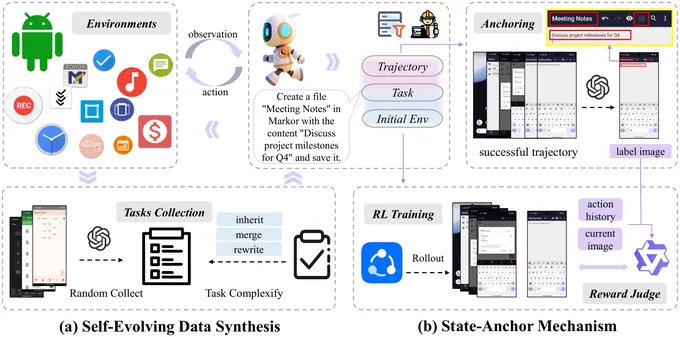 Environments
REC
observation
action
Create a file
"Meeting Notes" in
Markor with the
content "Discuss
project milestones
for Q4" and save it.
Trajectory
Task
Initial Env
Anchoring
Meeting Notes
Discuss project milestones for Q4
successful trajectory
label image
Tasks Collection
Random Collect
inherit
merge
rewrite
Task Complexify
RL Training
Rollout
action
history
current
image
Reward Judge
(a) Self-Evolving Data Synthesis
(b) State-Anchor Mechanism